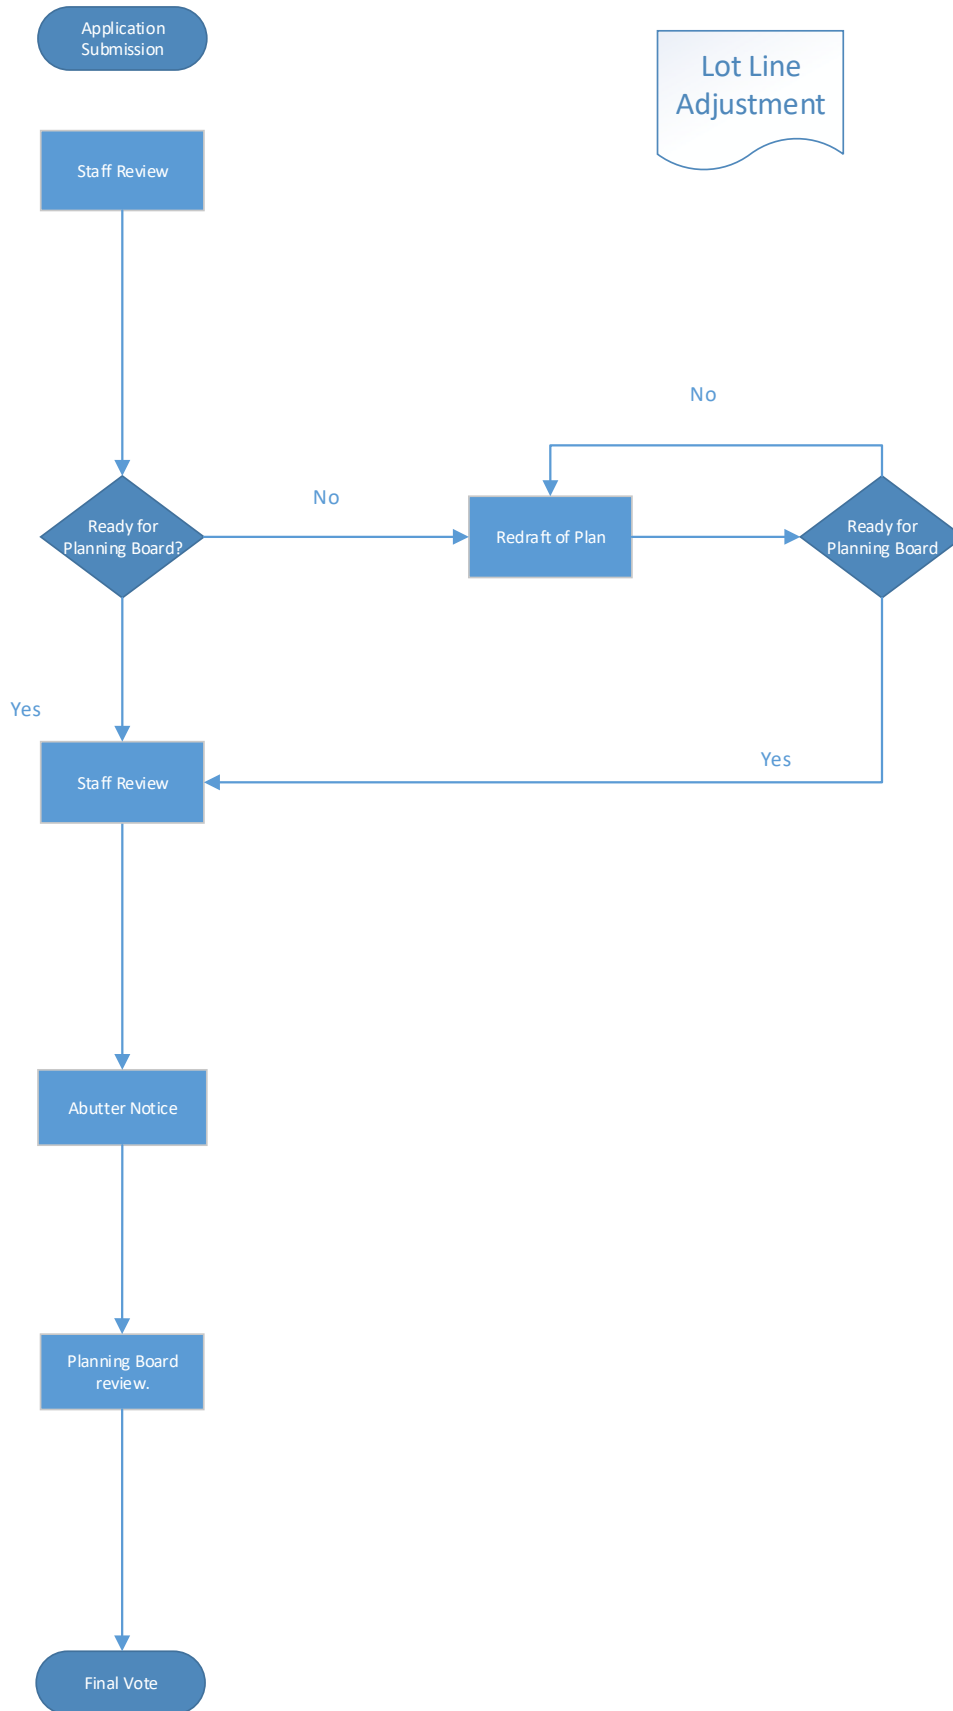 Application
Submission
Lot Line
Adjustment
Staff Review
No
No
Ready for
Planning Board?
Redraft of Plan
Ready for
Planning Board
Yes
Yes
Staff Review
Abutter Notice
Planning Board
review.
Final Vote